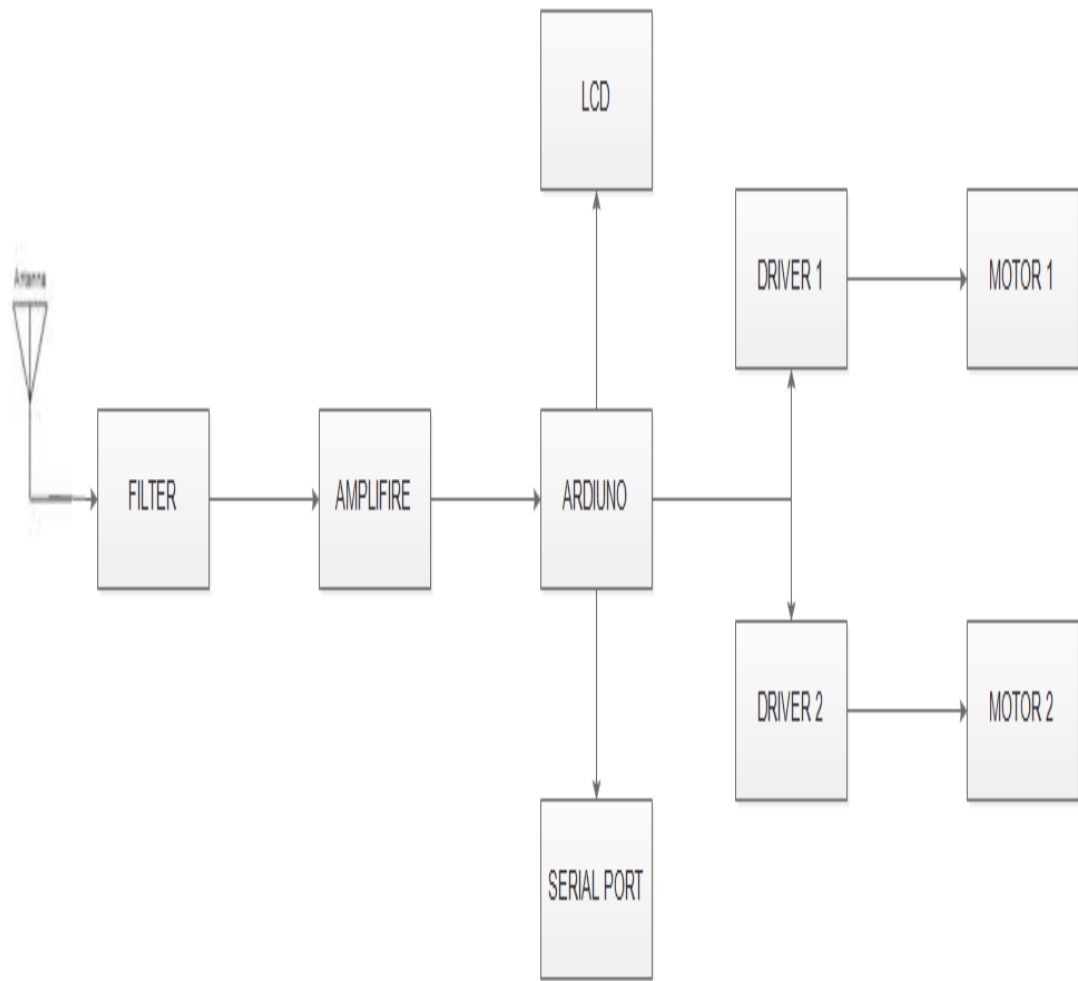 LCD
DRIVER 1
MOTOR 1
Antenna
FILTER
AMPLIFIRE
ARDIUNO
DRIVER 2
MOTOR 2
SERIAL PORT